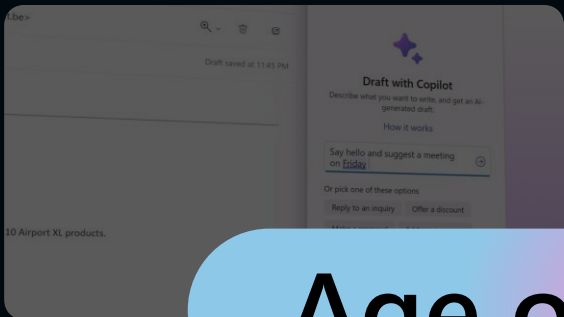 Draft saved at 11:45 PM
Draft with Copilot
Describe what you want to write, and get an AI-
generated draft.
How it works
Say hello and suggest a meeting
on Friday
Or pick one of these options
Reply to an inquiry
Offer a discount
10 Airport XL products.
Age